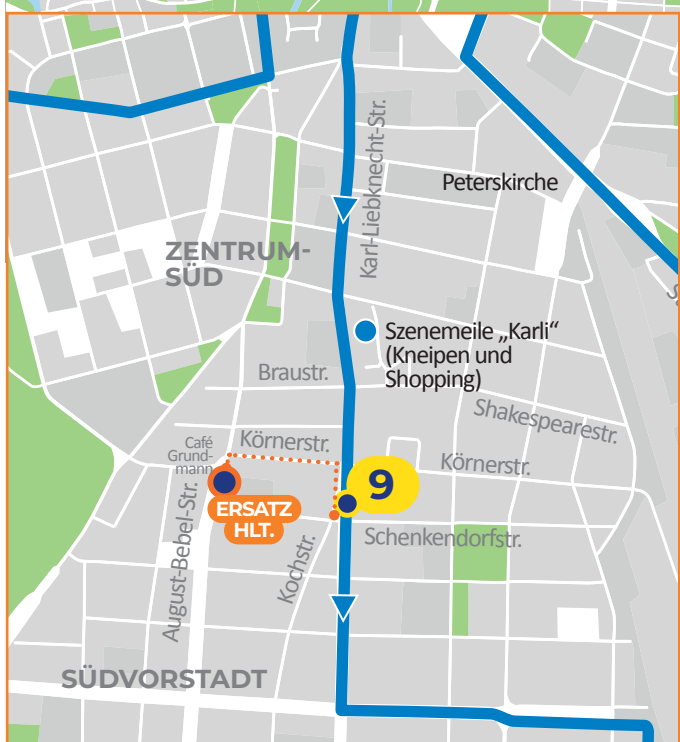 Karl-Liebknecht-Str.
Peterskirche
ZENTRUM-
SÜD
Szenemeile „Karli“
(Kneipen und
Shopping)
Braustr.
Shakespearestr.
Café
Grund-
mann
Körnerstr.
Körnerstr.
9
ERSATZ
HLT.
August-Bebel-Str.
Kochstr.
Schenkendorfstr.
SÜDVORSTADT